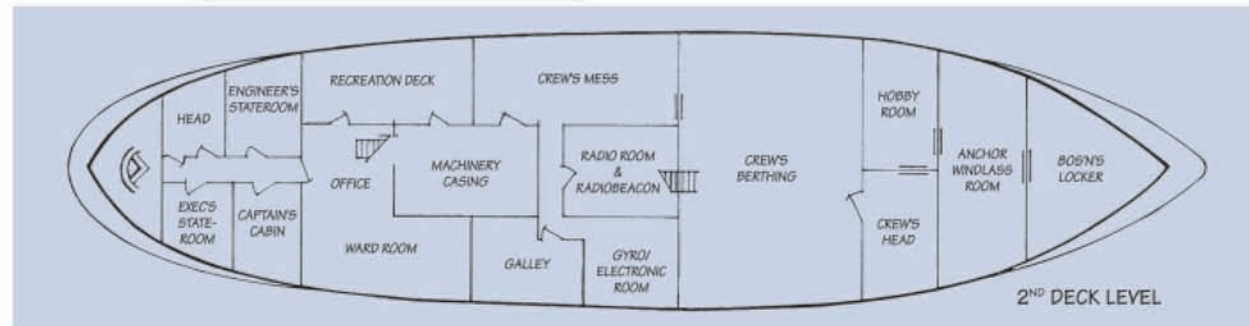 RECREATION DECK
CREW'S MESS
ENGINEER'S
STATEROOM
HEAD
HOBBY
ROOM
OFFICE
MACHINERY
CASING
RADIO ROOM
&
RADIOBEACON
CREW'S
BERTHING
ANCHOR
WINDLASS
ROOM
BOS'N'S
LOCKER
EXEC'S
STATE-
ROOM
CAPTAIN'S
CABIN
WARD ROOM
GALLEY
GYRO/
ELECTRONIC
ROOM
CREW'S
HEAD
2ND DECK LEVEL